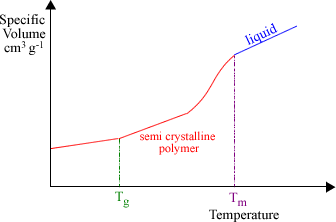 Specific
Volume
cm³ g⁻¹
liquid
semi crystalline
polymer
Tg
Tm
Temperature